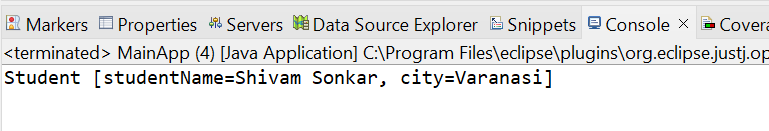 Markers Properties Servers Data Source Explorer Snippets Console Covera
<terminated> MainApp (4) [Java Application] C:\Program Files\eclipse\plugins\org.eclipse.justj.op
Student [studentName=Shivam Sonkar, city=Varanasi]